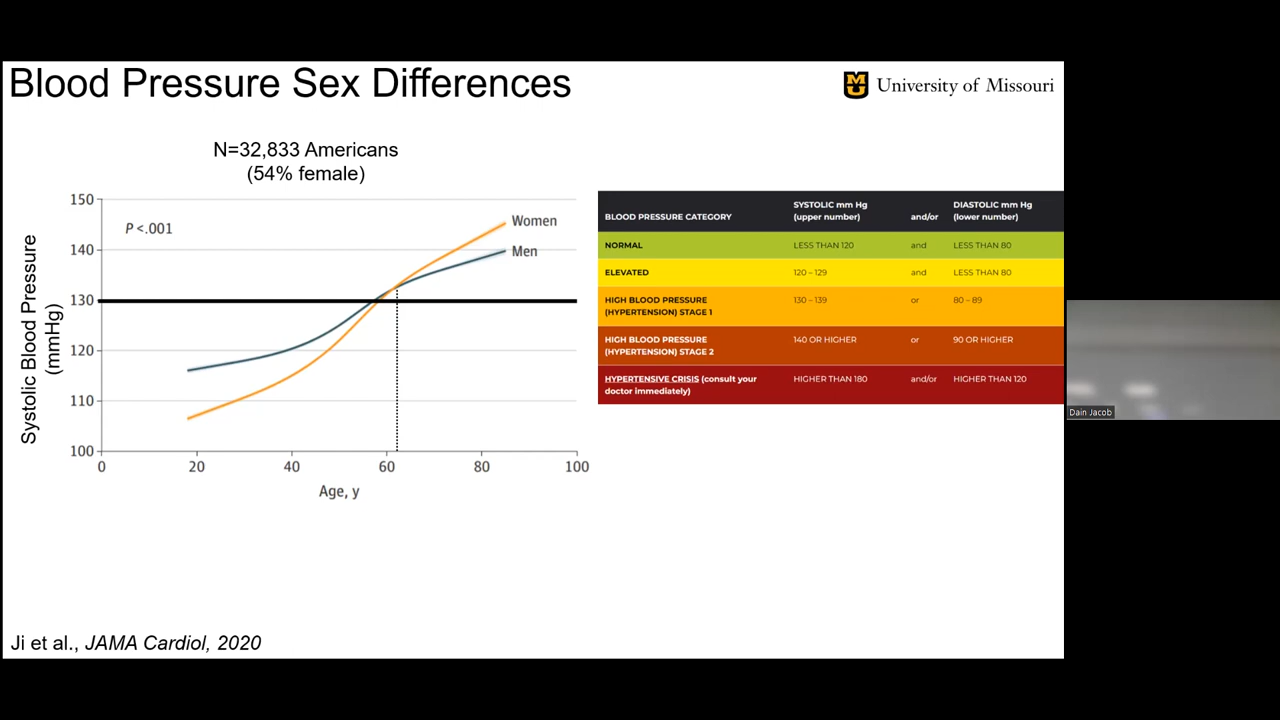 Blood Pressure Sex Differences
MU
University of Missouri
N=32,833 Americans
(54% female)
Systolic Blood Pressure
(mmHg)
150
140
130
120
110
100
P <.001
Women
Men
0
20
40
60
80
100
Age, y
BLOOD PRESSURE CATEGORY
SYSTOLIC mm Hg
(upper number)
and/or
DIASTOLIC mm Hg
(lower number)
NORMAL
LESS THAN 120
and
LESS THAN 80
ELEVATED
120 – 129
and
LESS THAN 80
HIGH BLOOD PRESSURE
(HYPERTENSION) STAGE 1
130 – 139
or
80 – 89
HIGH BLOOD PRESSURE
(HYPERTENSION) STAGE 2
140 OR HIGHER
or
90 OR HIGHER
HYPERTENSIVE CRISIS (consult your
doctor immediately)
HIGHER THAN 180
and/or
HIGHER THAN 120
Dain Jacob
Ji et al., JAMA Cardiol, 2020